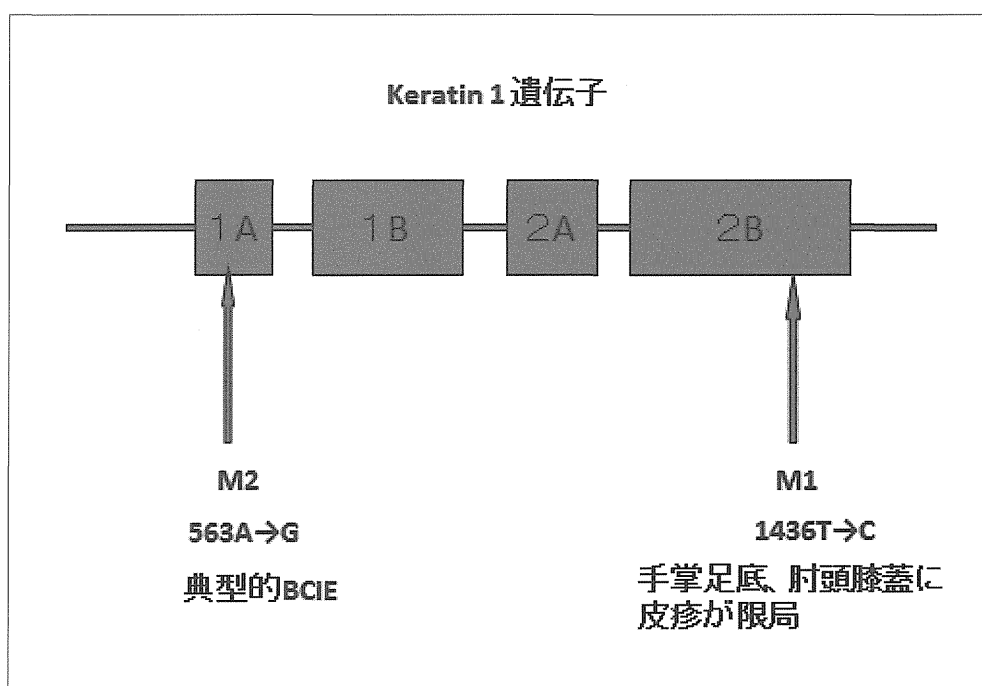 Keratin 1 遺伝子
1A 1B 2A 2B
M2
563A→G
典型的BCIE
M1
1436T→C
手掌足底、肘頭膝蓋に
皮疹が限局